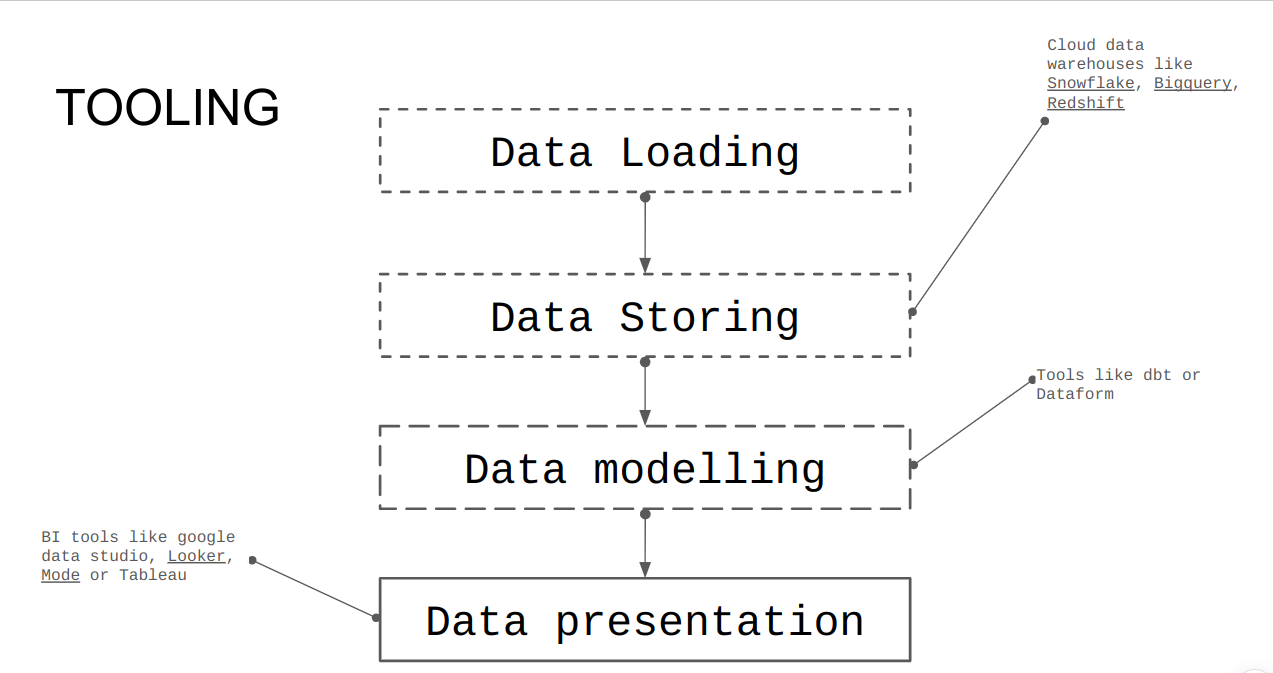 TOOLING
Cloud data
warehouses like
Snowflake, Bigquery,
Redshift
Data Loading
Data Storing
Tools like dbt or
Dataform
Data modelling
BI tools like google
data studio, Looker,
Mode or Tableau
Data presentation